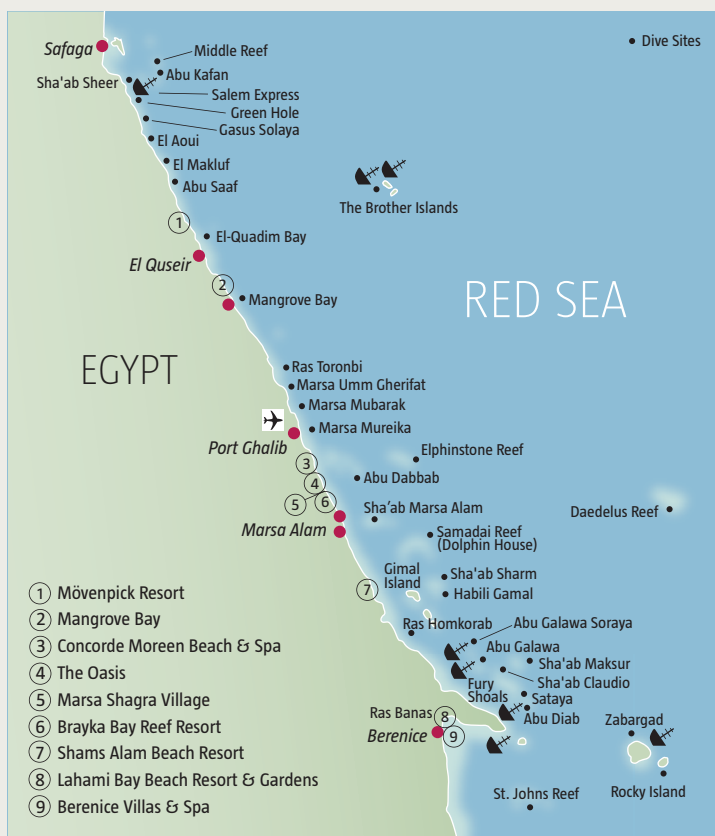 Safaga
Middle Reef
Dive Sites
Sha'ab Sheer
Abu Kafan
Salem Express
Green Hole
Gasus Solaya
El Aoui
El Makluf
Abu Saaf
The Brother Islands
1
El-Quadim Bay
El Quseir
2
Mangrove Bay
RED SEA
EGYPT
Ras Toronbi
Marsa Umm Gherifat
Marsa Mubarak
Marsa Mureika
Port Ghalib
Elphinstone Reef
3
Abu Dabbab
4
5
6
Sha'ab Marsa Alam
Daedelus Reef
Marsa Alam
Samadai Reef
(Dolphin House)
Gimal
Island
7
Sha'ab Sharm
Habili Gamal
Ras Homkorab
Abu Galawa Soraya
Abu Galawa
Sha'ab Maksur
Sha'ab Claudio
Fury
Shoals
Sataya
Abu Diab
Ras Banas
8
Berenice
9
Zabargad
St. Johns Reef
Rocky Island
1 Mövenpick Resort
2 Mangrove Bay
3 Concorde Moreen Beach & Spa
4 The Oasis
5 Marsa Shagra Village
6 Brayka Bay Reef Resort
7 Shams Alam Beach Resort
8 Lahami Bay Beach Resort & Gardens
9 Berenice Villas & Spa